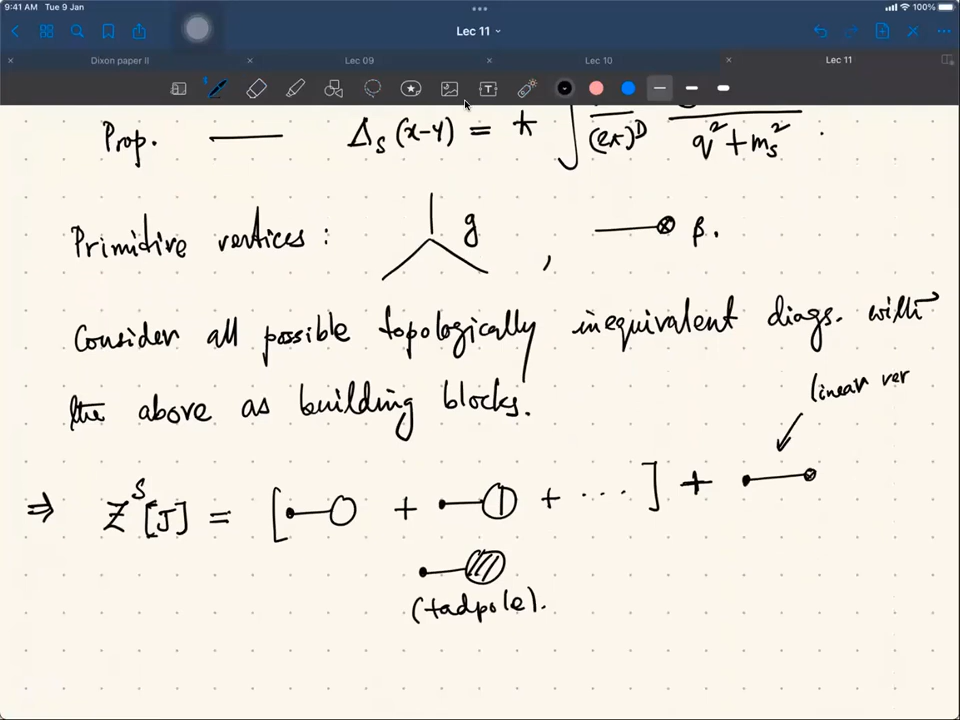 9:41 AM Tue 9 Jan
100%
Lec 11
Dixon paper II
Lec 09
Lec 10
Lec 11
Prop. — Δ_S (x-y) = ħ ∫ / (2π)^D / q² + m_s² .
Primitive vertices : g , β.
Consider all possible topologically inequivalent diags. with
the above as building blocks.
linear ver
⇒ Z^S [J] = [ + + ... ] +
(tadpole).